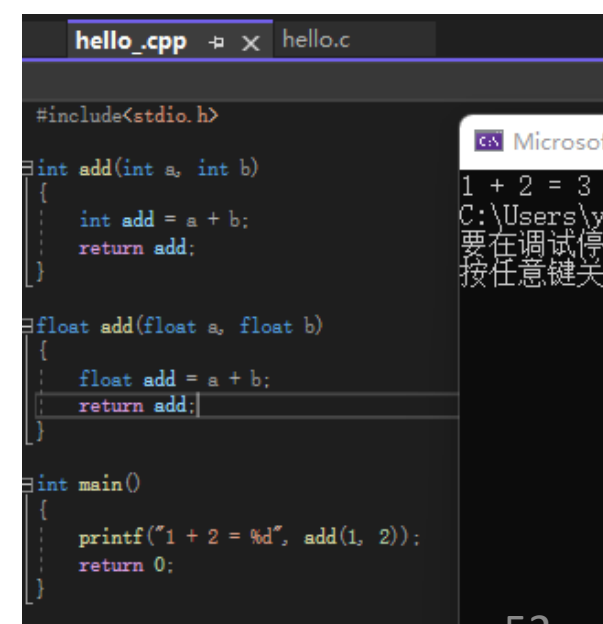 hello_.cpp hello.c
#include<stdio.h>
int add(int a, int b)
{
int add = a + b;
return add;
}
float add(float a, float b)
{
float add = a + b;
return add;
}
int main()
{
printf("1 + 2 = %d", add(1, 2));
return 0;
}
Microsof
1 + 2 = 3
C:\Users\y
要在调试停
按任意键关